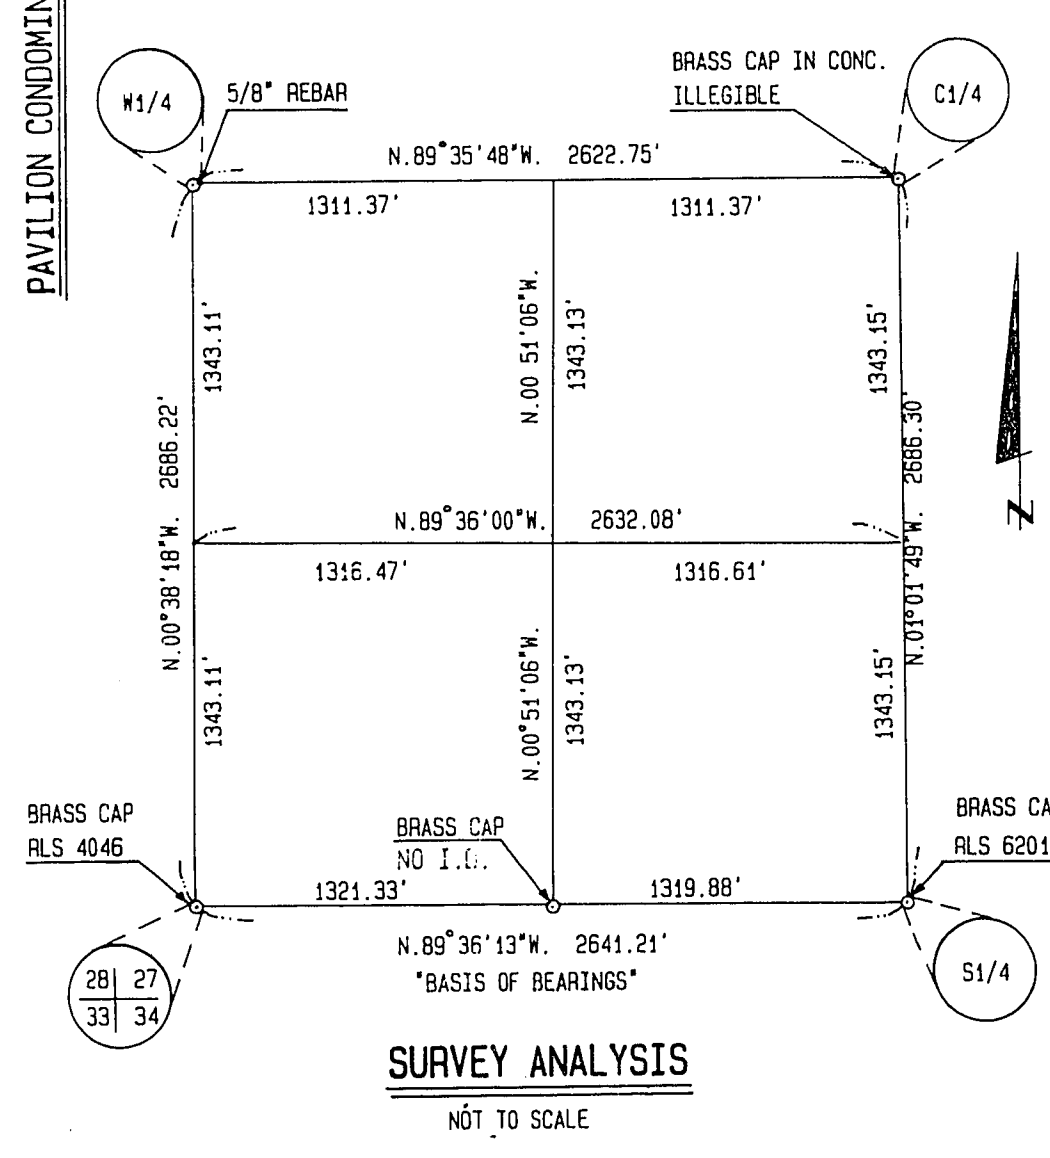 PAVILION
W1/4
5/8" REBAR
BRASS CAP IN CONC.
ILLEGIBLE
C1/4
N.89°35'48"W. 2622.75'
1311.37'
1311.37'
1343.11'
N.00 51'06"W.
1343.13'
1343.15'
N.00°38'18"W. 2686.22'
N.01°01'49"W. 2686.30'
N.89°36'00"W. 2632.08'
1316.47'
1316.61'
1343.11'
N.00°51'06"W.
1343.13'
1343.15'
Z
BRASS CAP
RLS 4046
BRASS CAP
NO I.D.
BRASS CA
RLS 6201
1321.33'
1319.88'
N.89°36'13"W. 2641.21'
"BASIS OF BEARINGS"
28 27
33 34
S1/4
SURVEY ANALYSIS
NOT TO SCALE